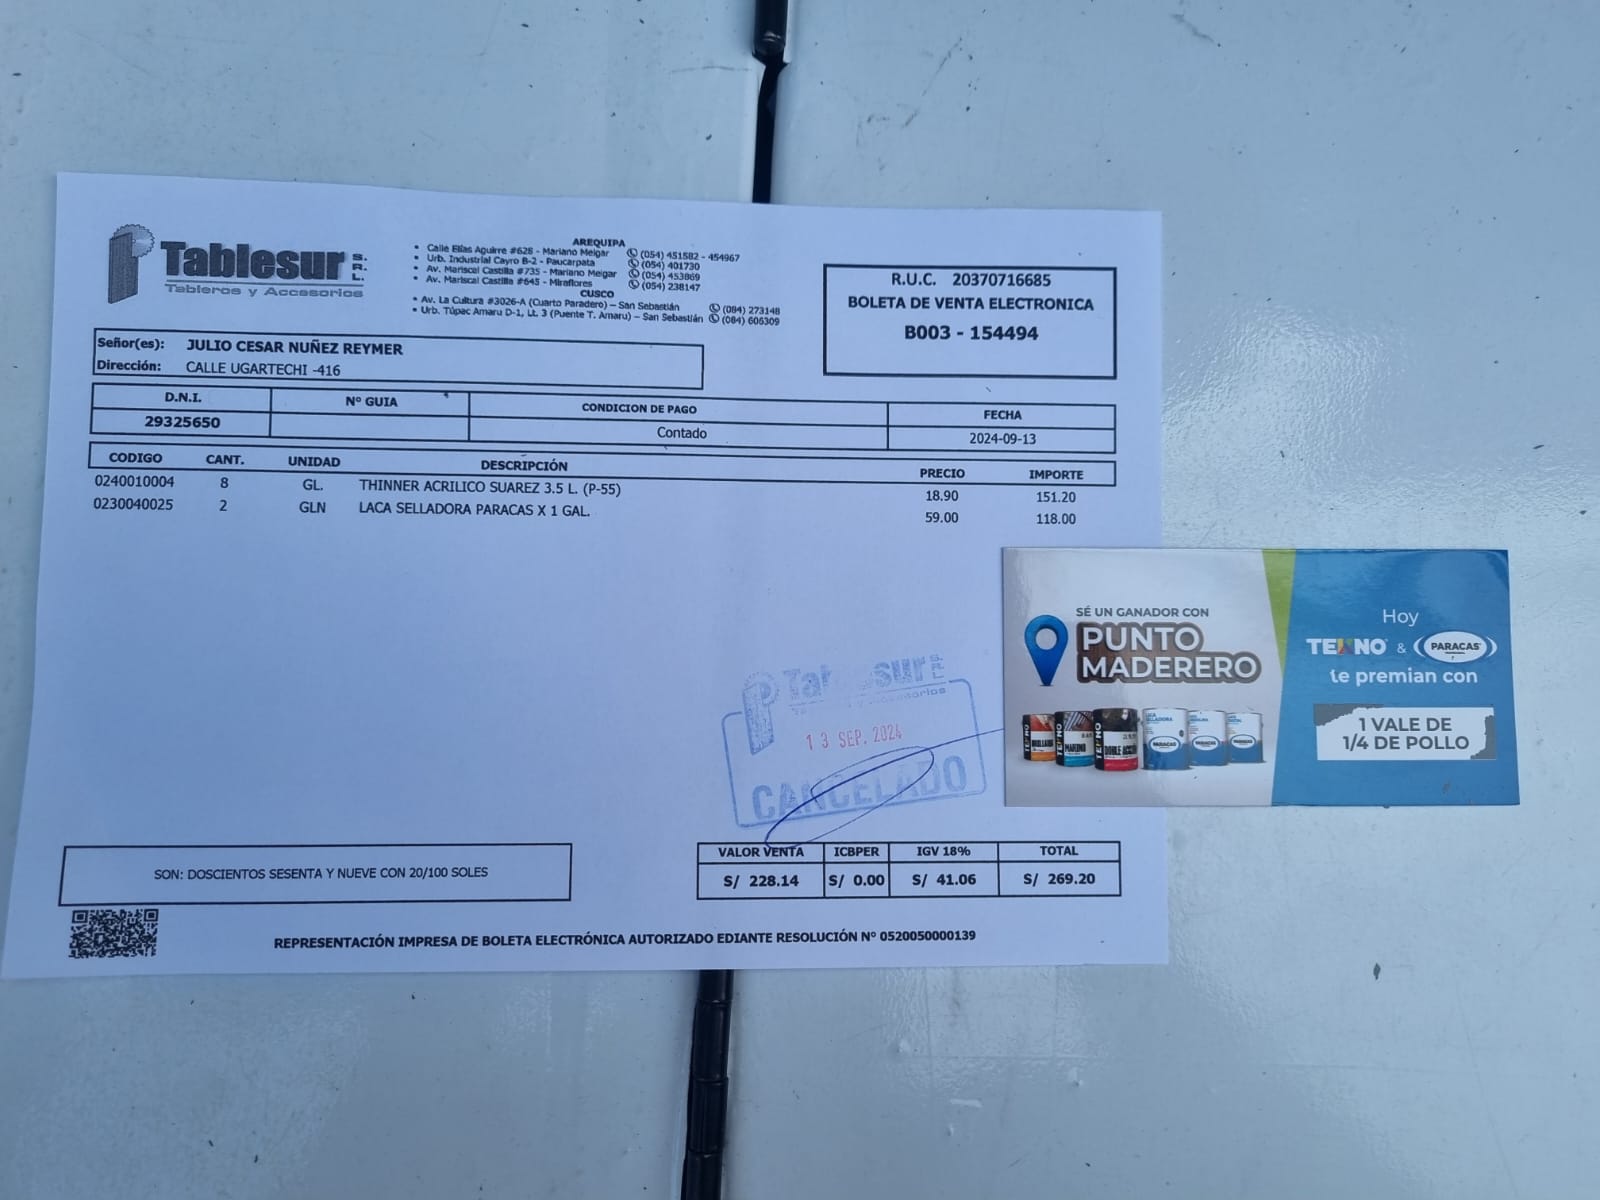 Tablesur S.R.L.
Tableros y Accesorios
AREQUIPA
• Calle Elías Aguirre #628 - Mariano Melgar (054) 451582 - 454967
• Urb. Industrial Cayro B-2 - Paucarpata (054) 401730
• Av. Mariscal Castilla #735 - Mariano Melgar (054) 453869
• Av. Mariscal Castilla #645 - Miraflores (054) 238147
CUSCO
• Av. La Cultura #3026-A (Cuarto Paradero) – San Sebastián (084) 273148
• Urb. Túpac Amaru D-1, Lt. 3 (Puente T. Amaru) – San Sebastián (084) 606309
R.U.C. 20370716685
BOLETA DE VENTA ELECTRONICA
B003 - 154494
Señor(es): JULIO CESAR NUÑEZ REYMER
Dirección: CALLE UGARTECHI -416
D.N.I. Nº GUIA CONDICION DE PAGO FECHA
29325650 Contado 2024-09-13
CODIGO CANT. UNIDAD DESCRIPCIÓN PRECIO IMPORTE
0240010004 8 GL. THINNER ACRILICO SUAREZ 3.5 L. (P-55) 18.90 151.20
0230040025 2 GLN LACA SELLADORA PARACAS X 1 GAL. 59.00 118.00
13 SEP. 2024
CANCELADO
SÉ UN GANADOR CON
PUNTO
MADERERO
Hoy
TEKNO & PARACAS
te premian con
1 VALE DE
1/4 DE POLLO
SON: DOSCIENTOS SESENTA Y NUEVE CON 20/100 SOLES
VALOR VENTA ICBPER IGV 18% TOTAL
S/ 228.14 S/ 0.00 S/ 41.06 S/ 269.20
REPRESENTACIÓN IMPRESA DE BOLETA ELECTRÓNICA AUTORIZADO EDIANTE RESOLUCIÓN Nº 0520050000139